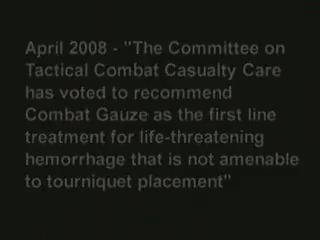 April 2008 - "The Committee on
Tactical Combat Casualty Care
has voted to recommend
Combat Gauze as the first line
treatment for life-threatening
hemorrhage that is not amenable
to tourniquet placement"